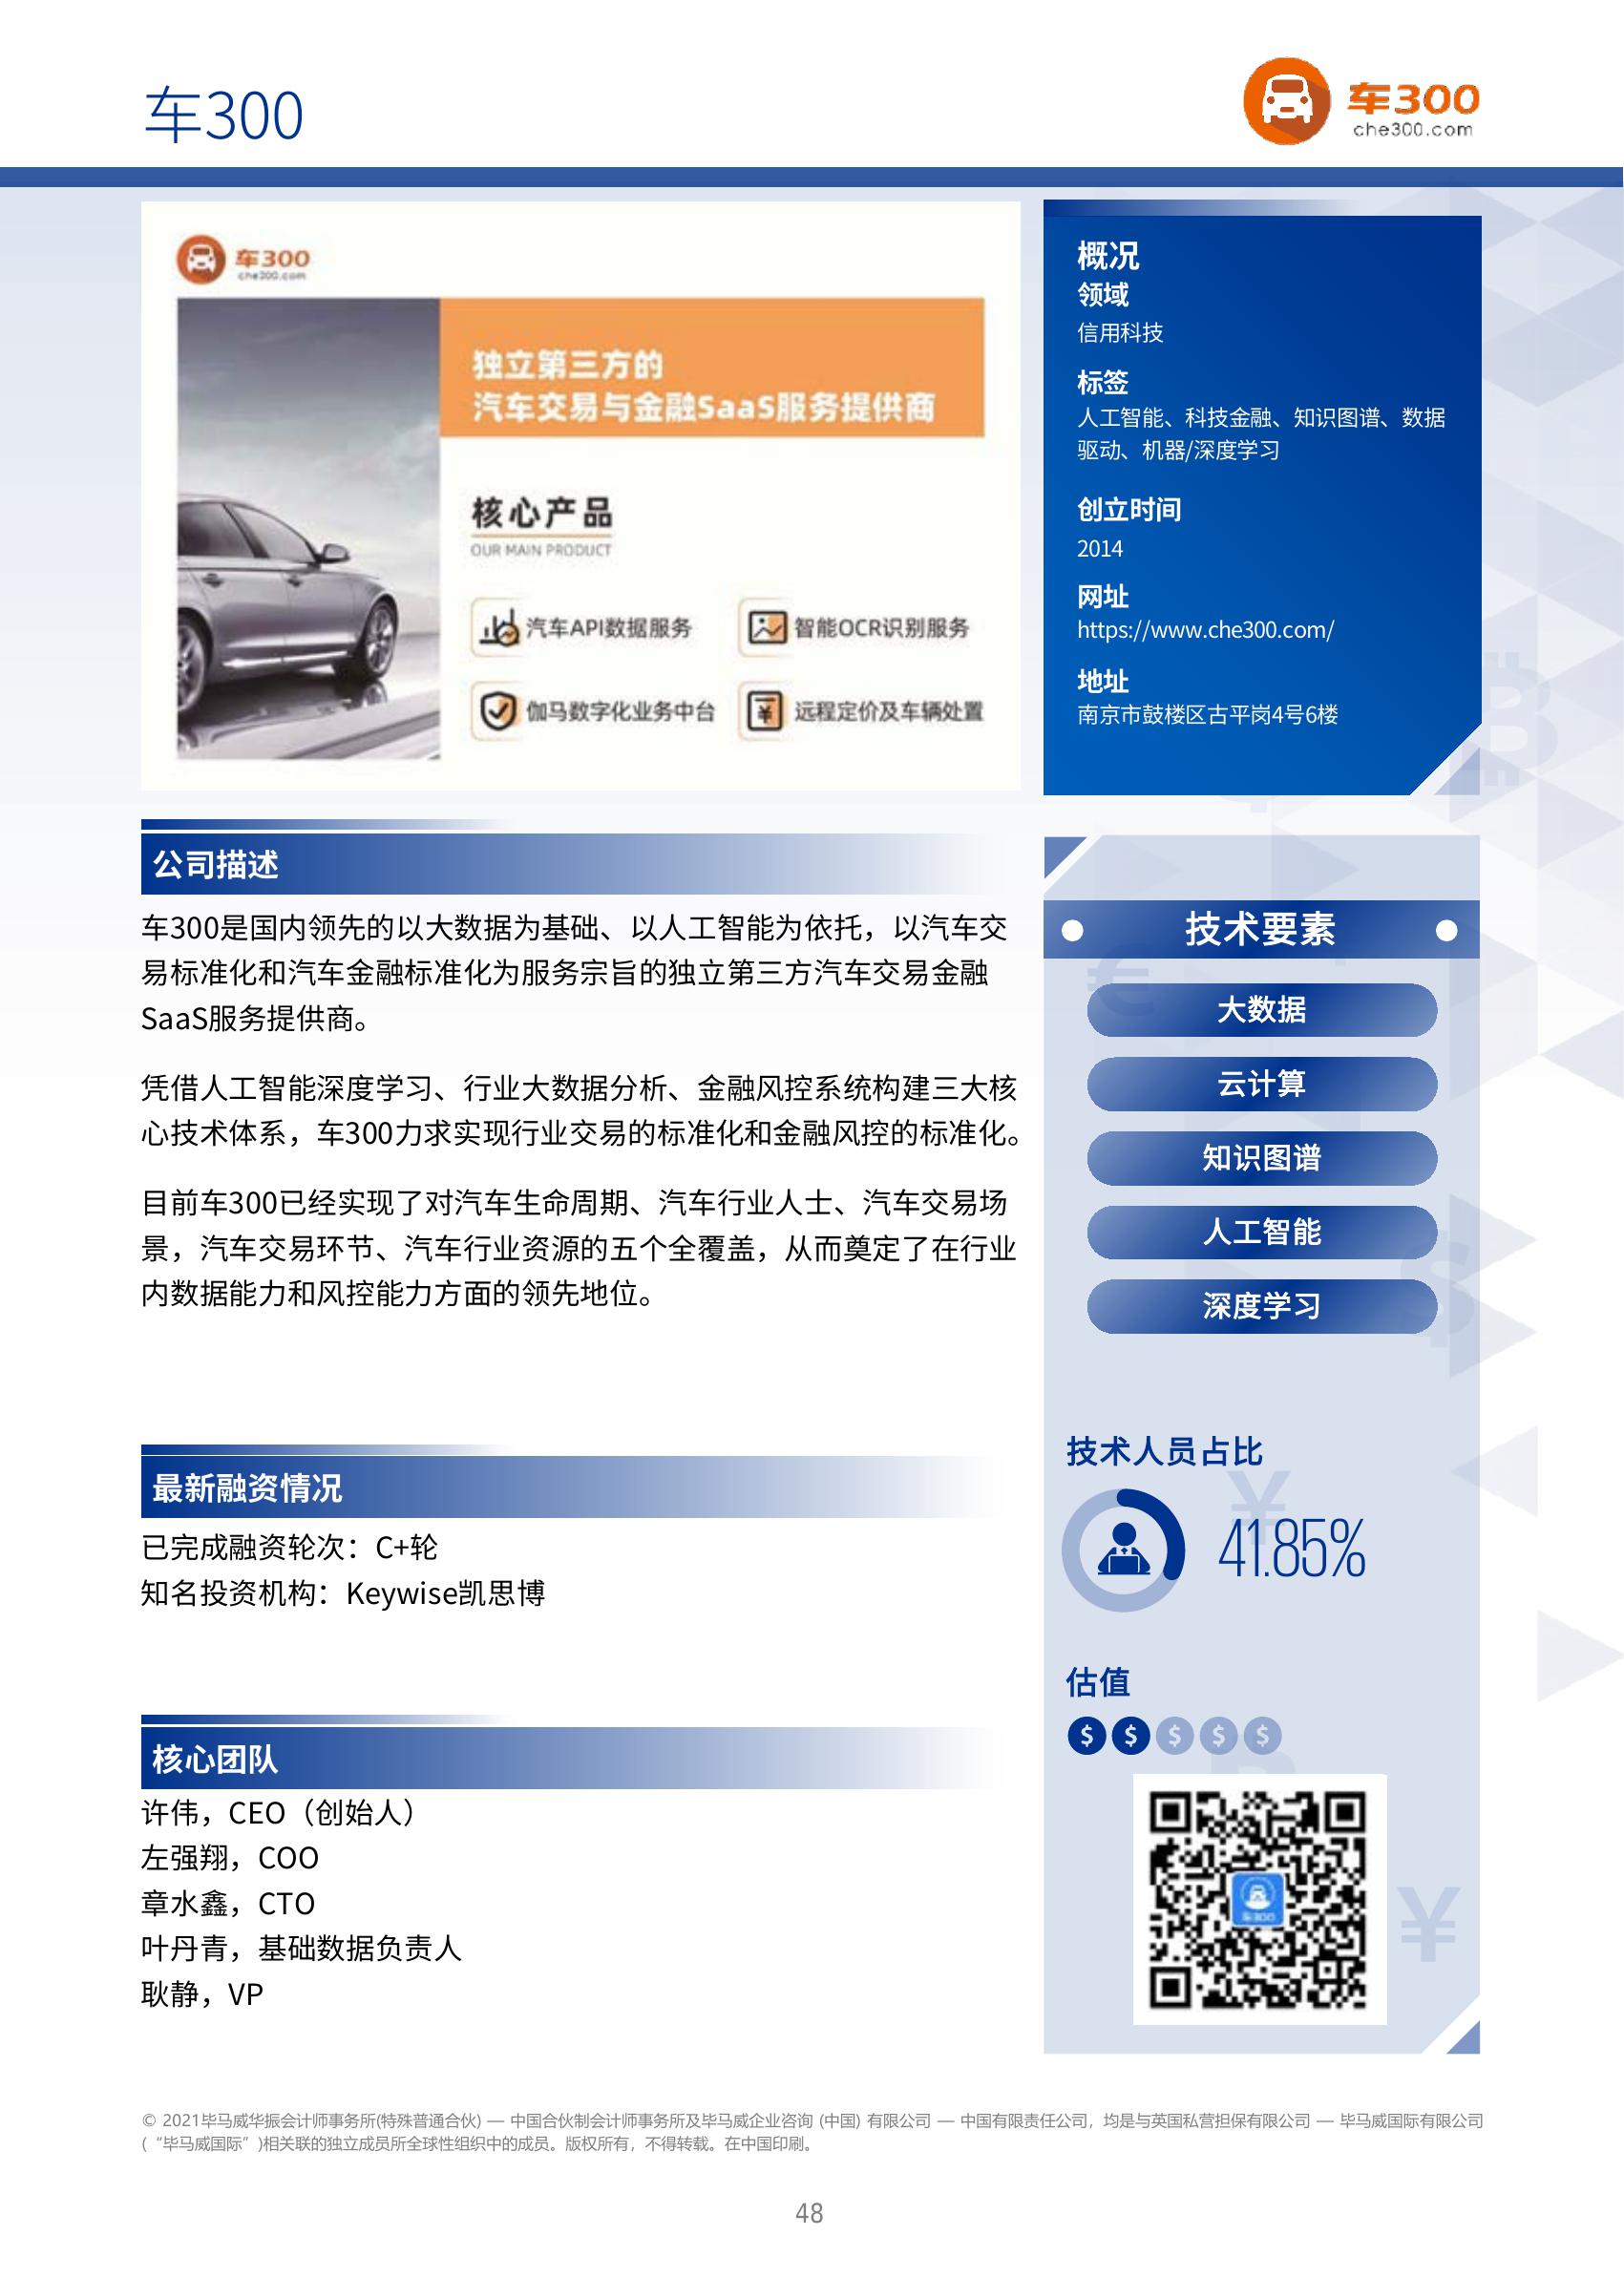 车300
车300
che300.com
车300
che300.com
独立第三方的
汽车交易与金融SaaS服务提供商
核心产品
OUR MAIN PRODUCT
汽车API数据服务
智能OCR识别服务
伽马数字化业务中台
远程定价及车辆处置
概况
领域
信用科技
标签
人工智能、科技金融、知识图谱、数据
驱动、机器/深度学习
创立时间
2014
网址
https://www.che300.com/
地址
南京市鼓楼区古平岗4号6楼
公司描述
车300是国内领先的以大数据为基础、以人工智能为依托，以汽车交
易标准化和汽车金融标准化为服务宗旨的独立第三方汽车交易金融
SaaS服务提供商。
凭借人工智能深度学习、行业大数据分析、金融风控系统构建三大核
心技术体系，车300力求实现行业交易的标准化和金融风控的标准化。
目前车300已经实现了对汽车生命周期、汽车行业人士、汽车交易场
景，汽车交易环节、汽车行业资源的五个全覆盖，从而奠定了在行业
内数据能力和风控能力方面的领先地位。
最新融资情况
已完成融资轮次：C+轮
知名投资机构：Keywise凯思博
核心团队
许伟，CEO（创始人）
左强翔，COO
章水鑫，CTO
叶丹青，基础数据负责人
耿静，VP
技术要素
大数据
云计算
知识图谱
人工智能
深度学习
技术人员占比
41.85%
估值
$ $ $ $ $
车300
© 2021毕马威华振会计师事务所(特殊普通合伙) — 中国合伙制会计师事务所及毕马威企业咨询 (中国) 有限公司 — 中国有限责任公司，均是与英国私营担保有限公司 — 毕马威国际有限公司
(“毕马威国际”)相关联的独立成员所全球性组织中的成员。版权所有，不得转载。在中国印刷。
48